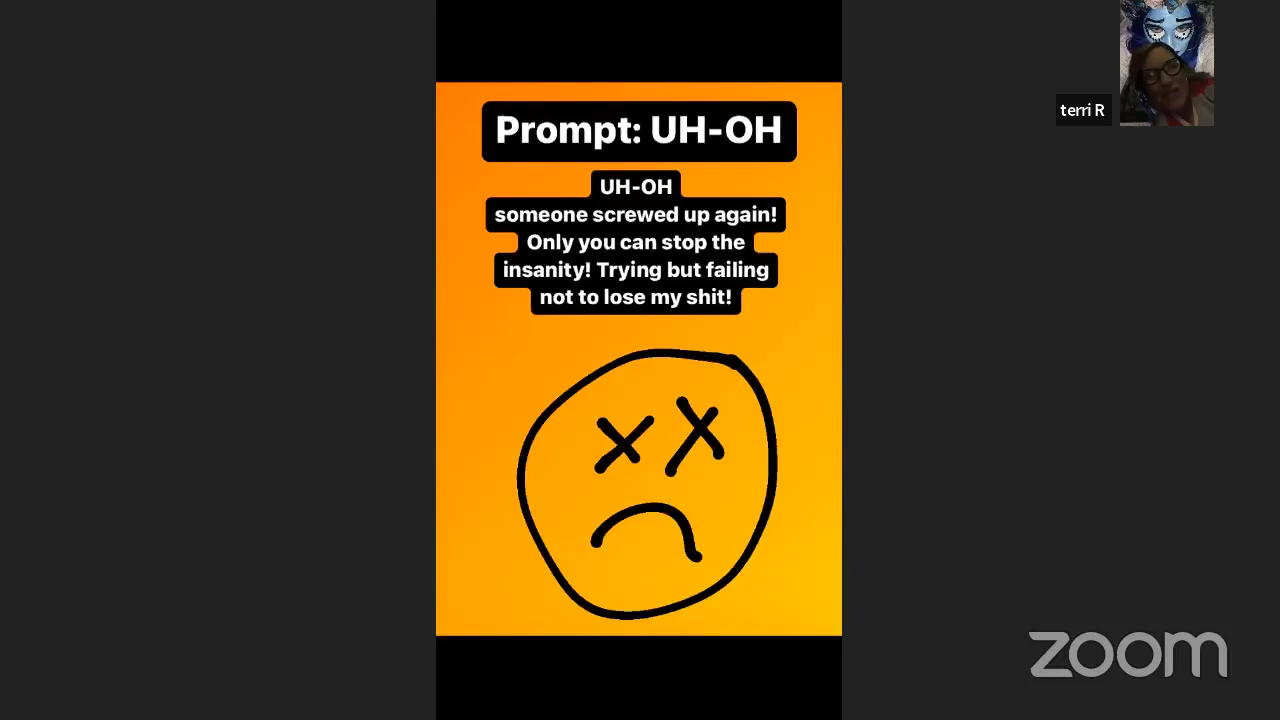 Prompt: UH-OH
UH-OH
someone screwed up again!
Only you can stop the
insanity! Trying but failing
not to lose my shit!
terri R
zoom